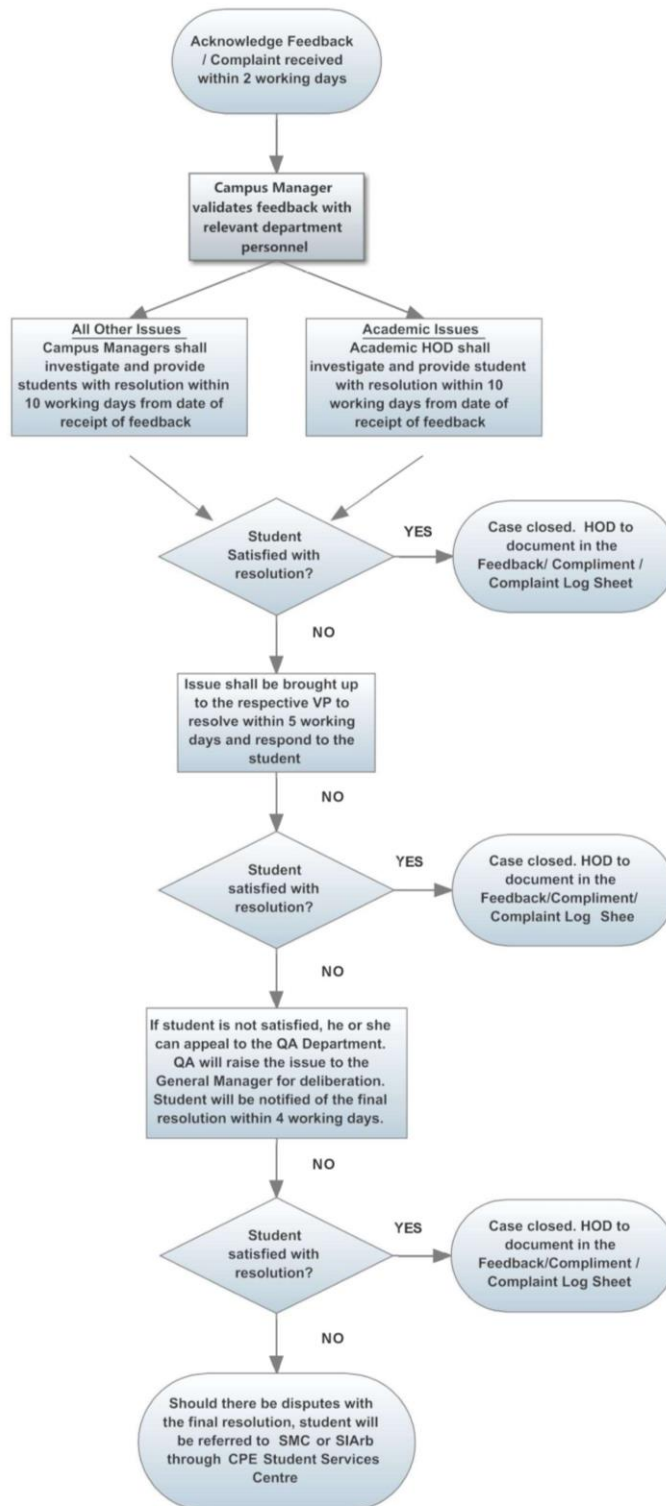 Acknowledge Feedback
/ Complaint received
within 2 working days
Campus Manager
validates feedback with
relevant department
personnel
All Other Issues
Campus Managers shall
investigate and provide
students with resolution within
10 working days from date of
receipt of feedback
Academic Issues
Academic HOD shall
investigate and provide student
with resolution within 10
working days from date of
receipt of feedback
Student
Satisfied with
resolution?
YES
Case closed. HOD to
document in the
Feedback/ Compliment /
Complaint Log Sheet
NO
Issue shall be brought up
to the respective VP to
resolve within 5 working
days and respond to the
student
NO
Student
satisfied with
resolution?
YES
Case closed. HOD to
document in the
Feedback/Compliment/
Complaint Log Shee
NO
If student is not satisfied, he or she
can appeal to the QA Department.
QA will raise the issue to the
General Manager for deliberation.
Student will be notified of the final
resolution within 4 working days.
NO
Student
satisfied with
resolution?
YES
Case closed. HOD to
document in the
Feedback/Compliment /
Complaint Log Sheet
NO
Should there be disputes with
the final resolution, student will
be referred to SMC or SIArb
through CPE Student Services
Centre